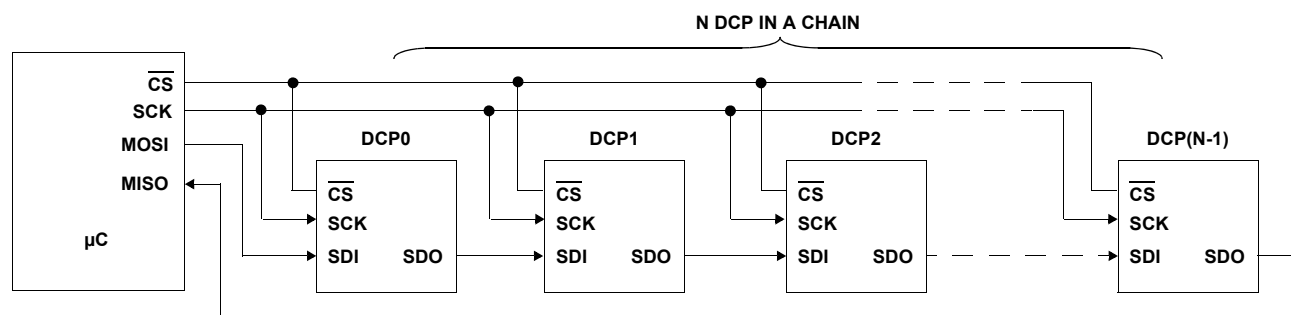 N DCP IN A CHAIN
CS
SCK
MOSI
MISO
µC
DCP0
CS
SCK
SDI SDO
DCP1
CS
SCK
SDI SDO
DCP2
CS
SCK
SDI SDO
DCP(N-1)
CS
SCK
SDI SDO